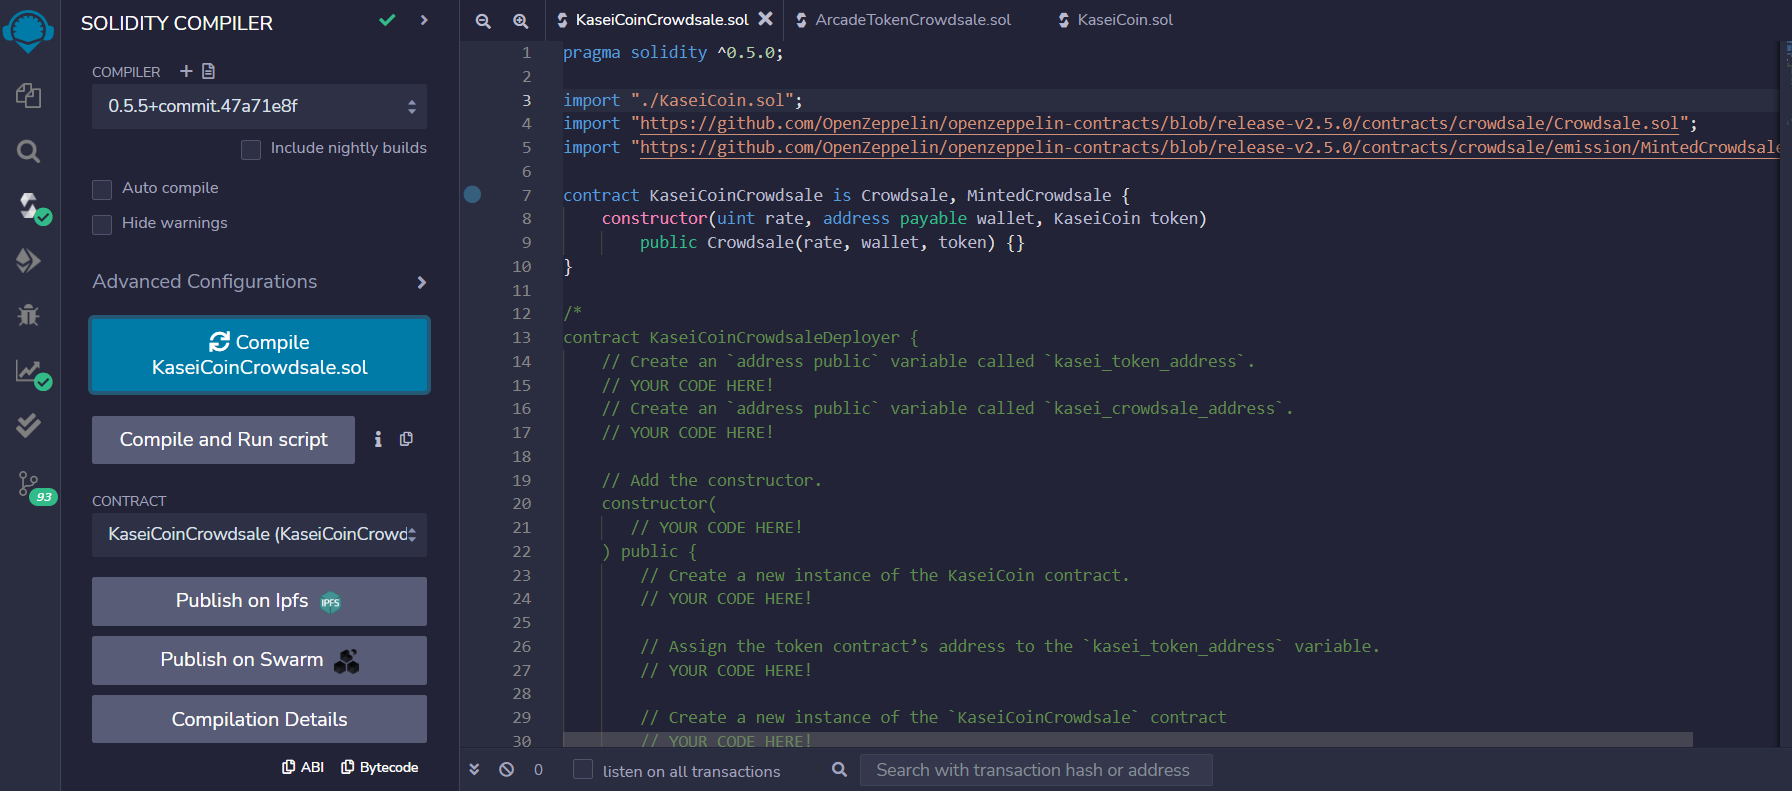 SOLIDITY COMPILER
COMPILER
0.5.5+commit.47a71e8f
Include nightly builds
Auto compile
Hide warnings
Advanced Configurations
Compile
KaseiCoinCrowdsale.sol
Compile and Run script
93
CONTRACT
KaseiCoinCrowdsale (KaseiCoinCrowd
Publish on Ipfs IPFS
Publish on Swarm
Compilation Details
ABI Bytecode
KaseiCoinCrowdsale.sol ArcadeTokenCrowdsale.sol KaseiCoin.sol
1 pragma solidity ^0.5.0;
2
3 import "./KaseiCoin.sol";
4 import "https://github.com/OpenZeppelin/openzeppelin-contracts/blob/release-v2.5.0/contracts/crowdsale/Crowdsale.sol";
5 import "https://github.com/OpenZeppelin/openzeppelin-contracts/blob/release-v2.5.0/contracts/crowdsale/emission/MintedCrowdsale
6
7 contract KaseiCoinCrowdsale is Crowdsale, MintedCrowdsale {
8 constructor(uint rate, address payable wallet, KaseiCoin token)
9 public Crowdsale(rate, wallet, token) {}
10 }
11
12 /*
13 contract KaseiCoinCrowdsaleDeployer {
14 // Create an `address public` variable called `kasei_token_address`.
15 // YOUR CODE HERE!
16 // Create an `address public` variable called `kasei_crowdsale_address`.
17 // YOUR CODE HERE!
18
19 // Add the constructor.
20 constructor(
21 // YOUR CODE HERE!
22 ) public {
23 // Create a new instance of the KaseiCoin contract.
24 // YOUR CODE HERE!
25
26 // Assign the token contract’s address to the `kasei_token_address` variable.
27 // YOUR CODE HERE!
28
29 // Create a new instance of the `KaseiCoinCrowdsale` contract
30 // YOUR CODE HERE!
0 listen on all transactions Search with transaction hash or address